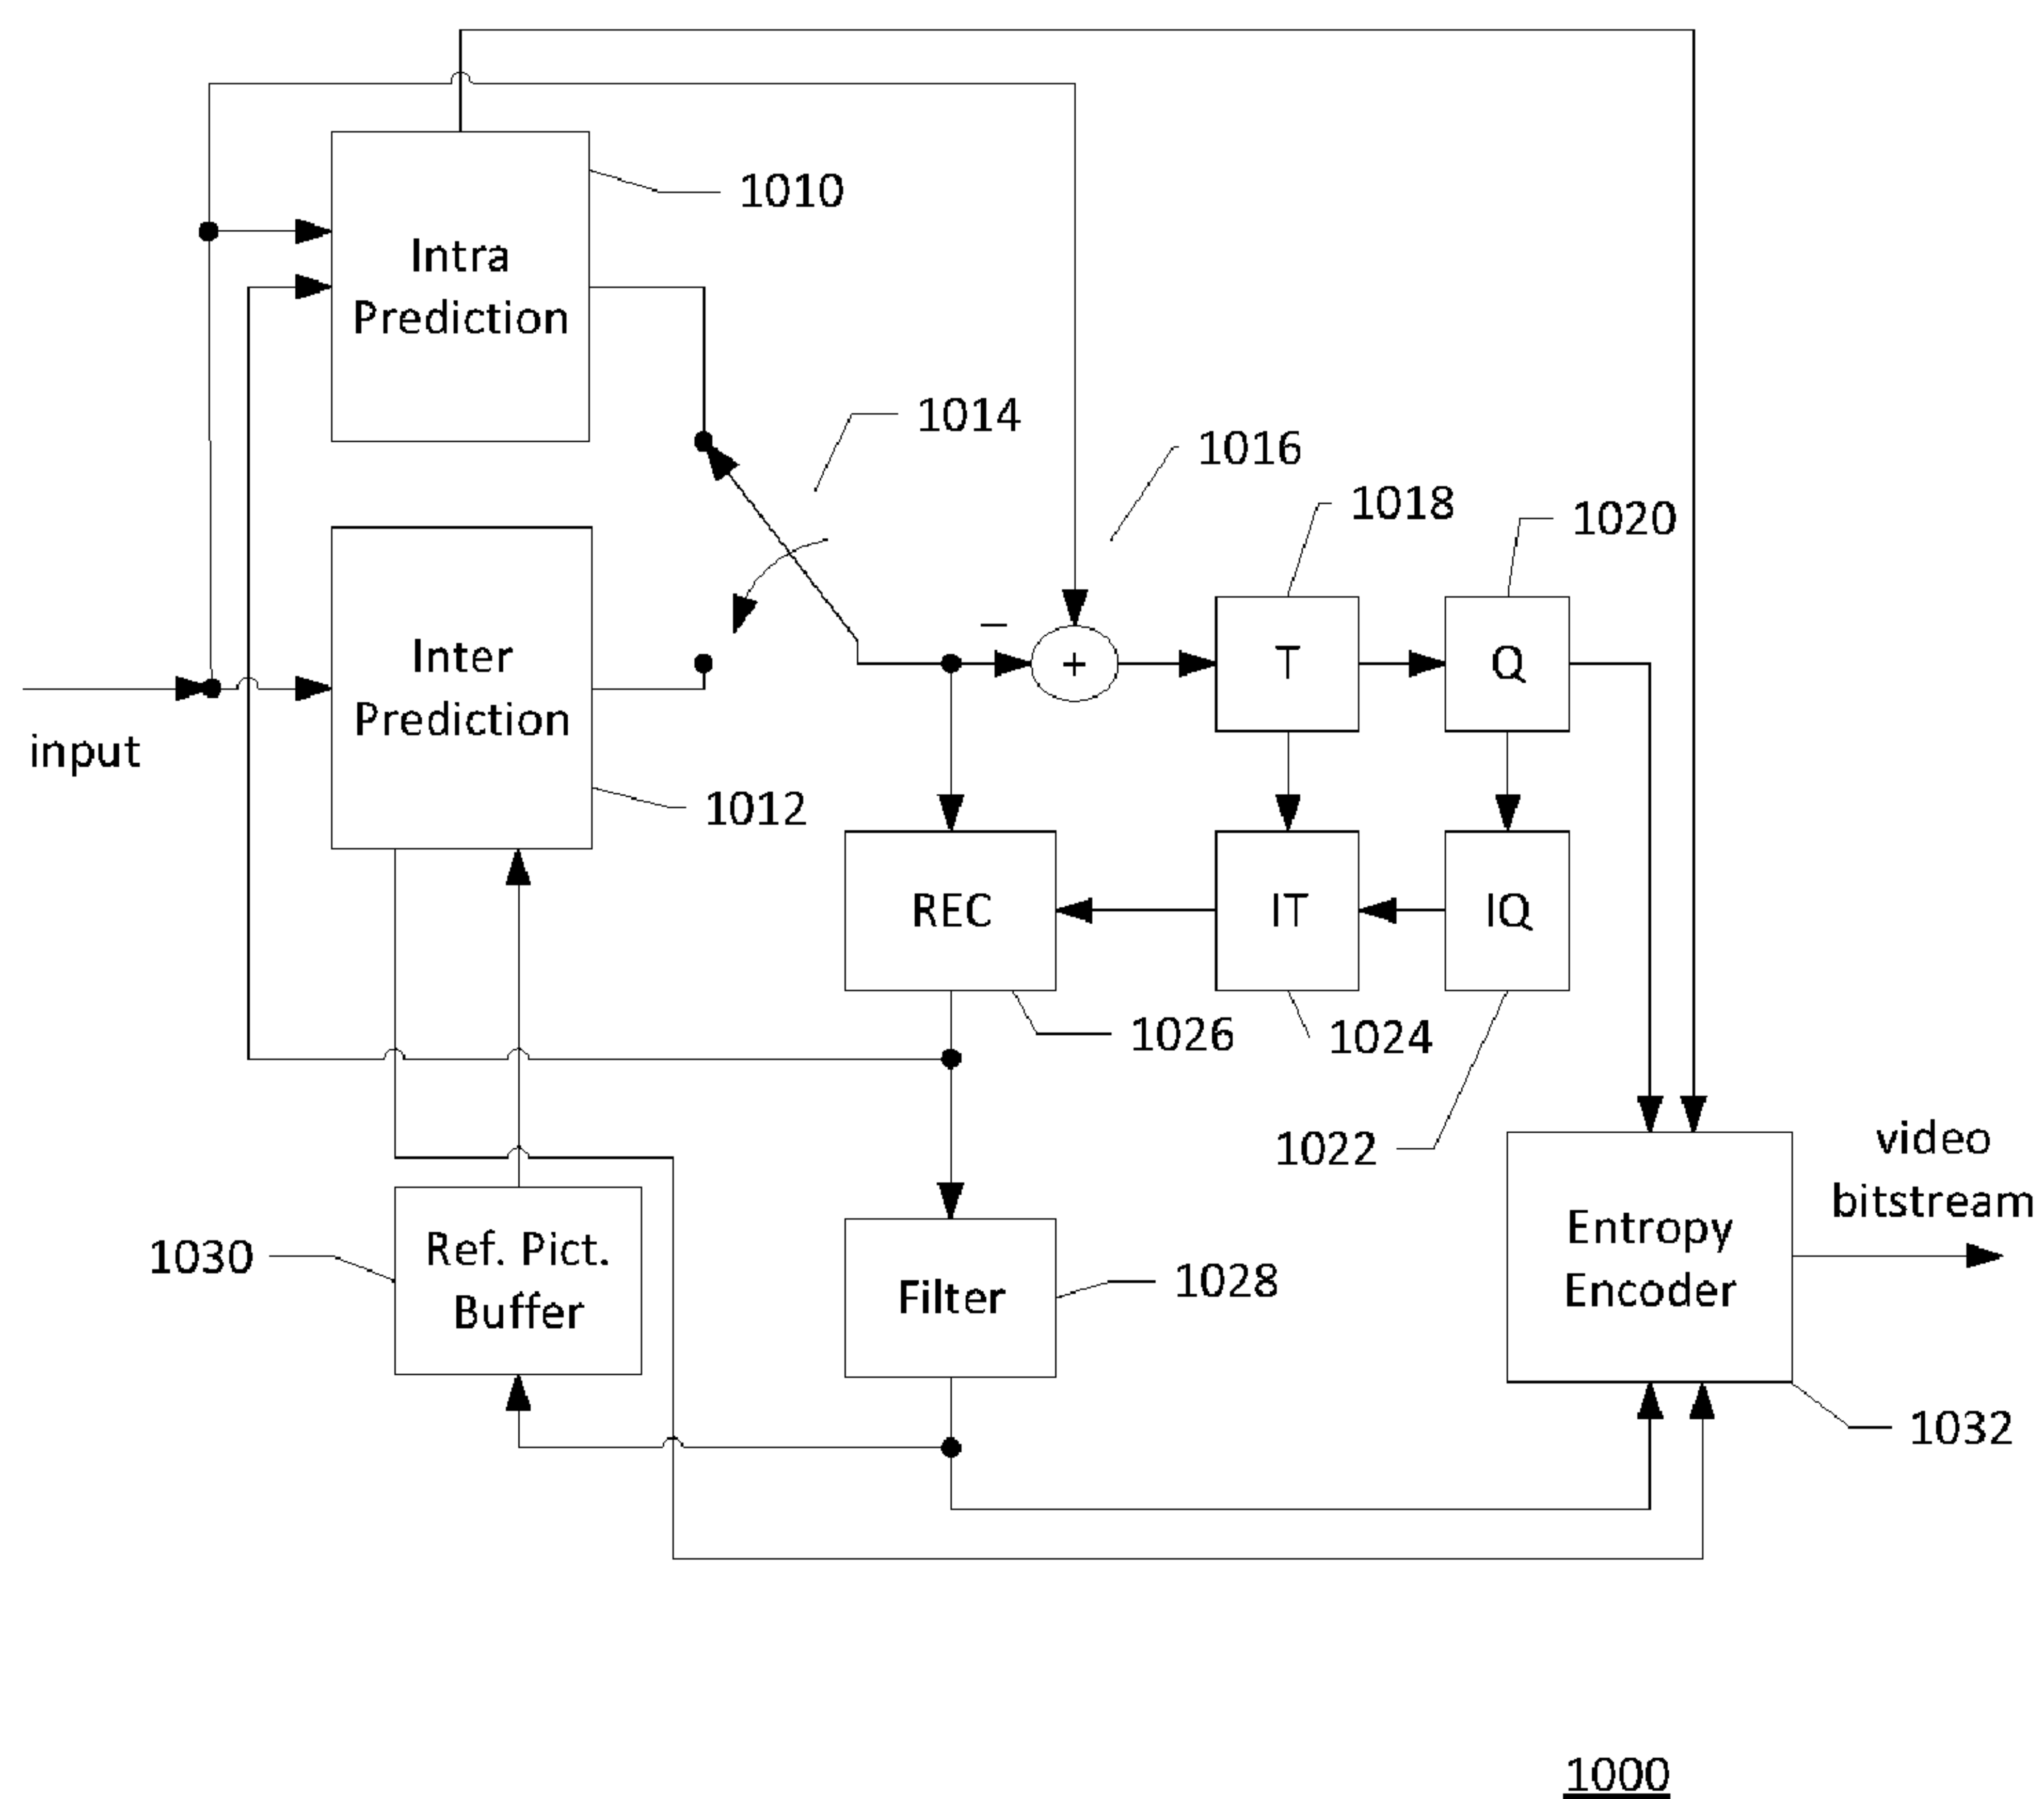 1010
Intra
Prediction
1014
1016
1018
1020
−
+
T
Q
Inter
Prediction
input
1012
REC
IT
IQ
1026
1024
1022
video
bitstream
1030
Ref. Pict.
Buffer
Filter
1028
Entropy
Encoder
1032
1000